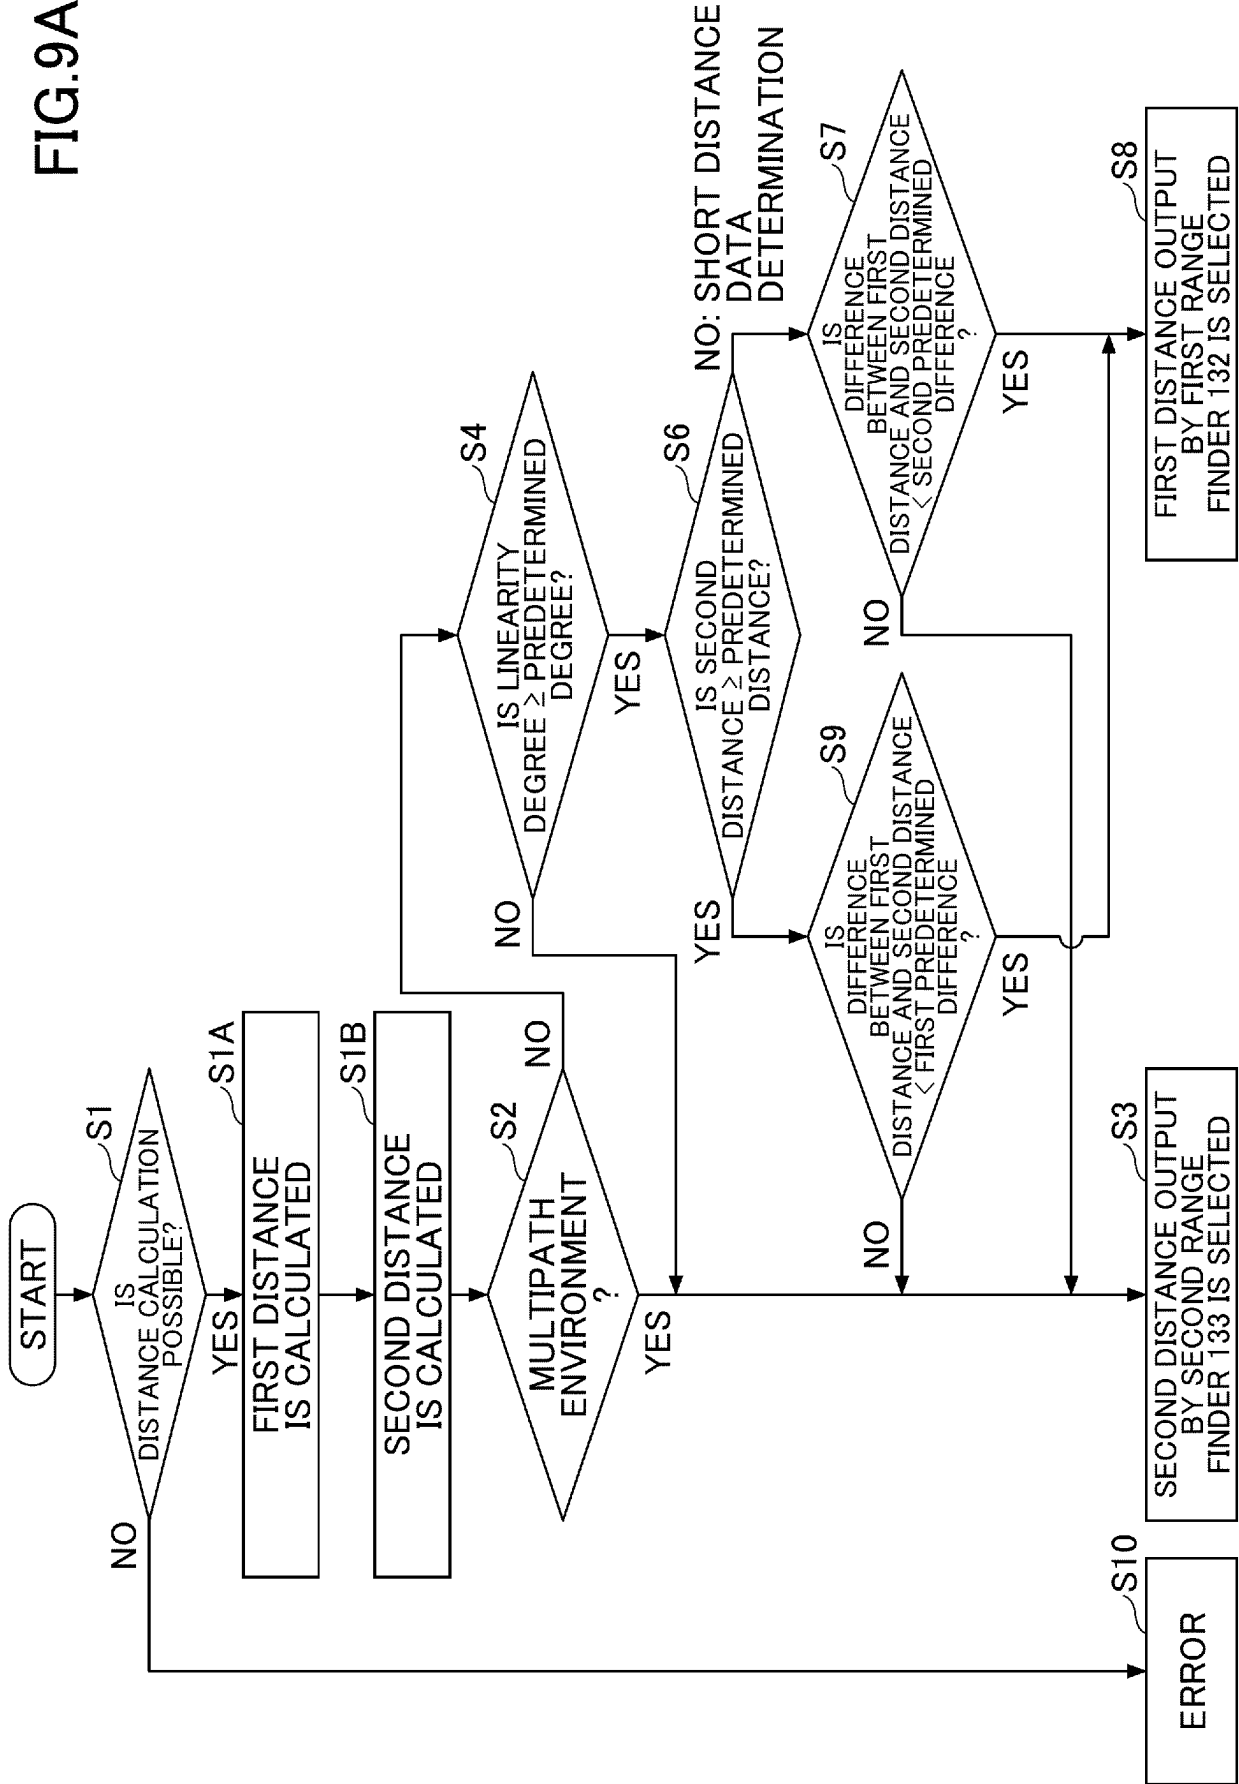 FIG.9A
START
S1
IS
DISTANCE CALCULATION
POSSIBLE?
NO
YES
S1A
FIRST DISTANCE
IS CALCULATED
S1B
SECOND DISTANCE
IS CALCULATED
S2
MULTIPATH
ENVIRONMENT
?
NO
YES
S4
IS LINEARITY
DEGREE ≥ PREDETERMINED
DEGREE?
NO
YES
S6
IS SECOND
DISTANCE ≥ PREDETERMINED
DISTANCE?
YES
NO: SHORT DISTANCE
DATA
DETERMINATION
S9
IS
DIFFERENCE
BETWEEN FIRST
DISTANCE AND SECOND DISTANCE
< FIRST PREDETERMINED
DIFFERENCE
?
NO
YES
S7
IS
DIFFERENCE
BETWEEN FIRST
DISTANCE AND SECOND DISTANCE
< SECOND PREDETERMINED
DIFFERENCE
?
NO
YES
S10
ERROR
S3
SECOND DISTANCE OUTPUT
BY SECOND RANGE
FINDER 133 IS SELECTED
S8
FIRST DISTANCE OUTPUT
BY FIRST RANGE
FINDER 132 IS SELECTED